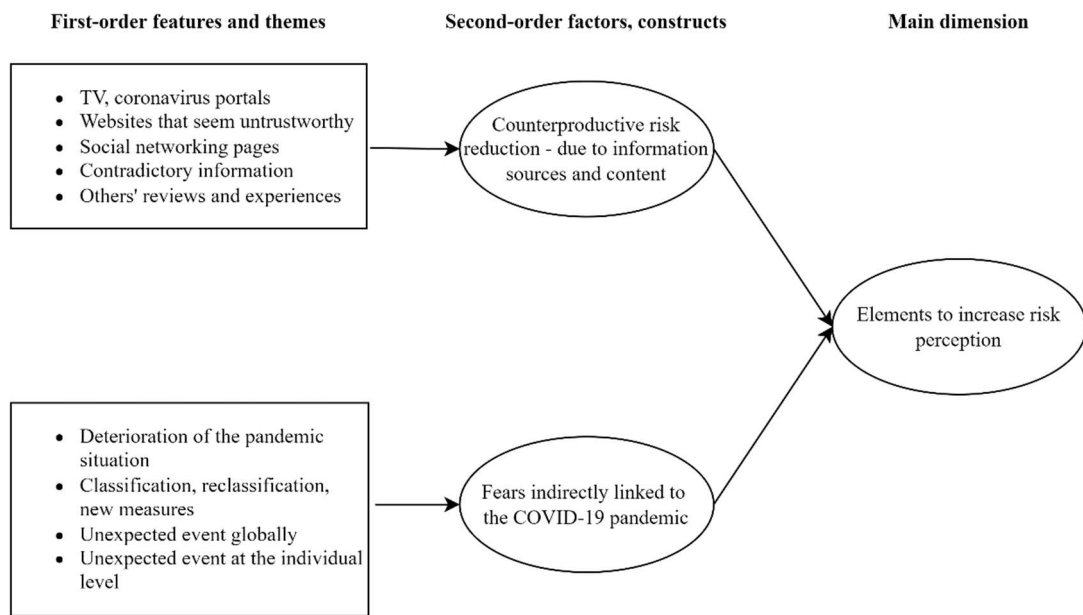 First-order features and themes
Second-order factors, constructs
Main dimension
• TV, coronavirus portals
• Websites that seem untrustworthy
• Social networking pages
• Contradictory information
• Others' reviews and experiences
Counterproductive risk
reduction - due to information
sources and content
Elements to increase risk
perception
• Deterioration of the pandemic
situation
• Classification, reclassification,
new measures
• Unexpected event globally
• Unexpected event at the individual
level
Fears indirectly linked to
the COVID-19 pandemic